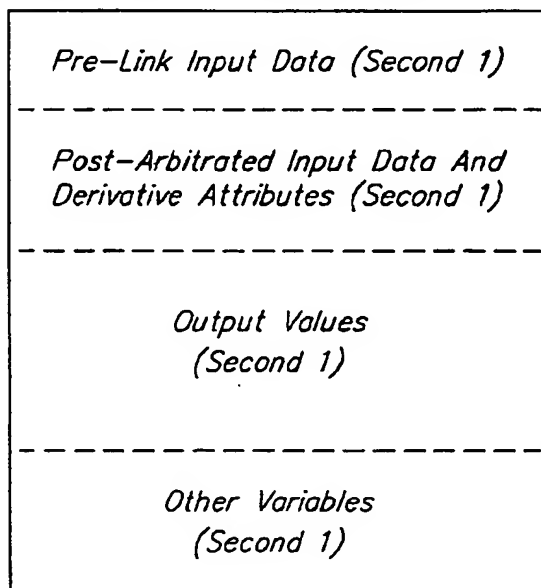 Pre-Link Input Data (Second 1)
Post-Arbitrated Input Data And
Derivative Attributes (Second 1)
Output Values
(Second 1)
Other Variables
(Second 1)